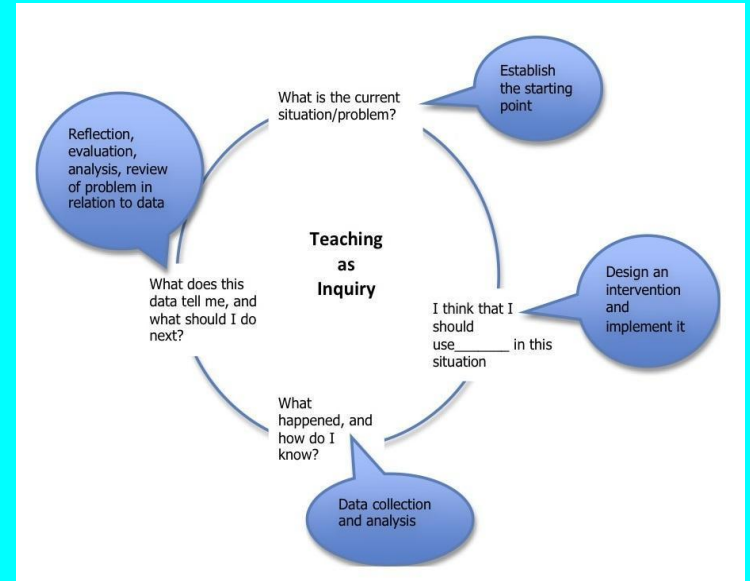 What is the current
situation/problem?
Establish
the starting
point
Reflection,
evaluation,
analysis, review
of problem in
relation to data
Teaching
as
Inquiry
Design an
intervention
and
implement it
I think that I
should
use_______ in this
situation
What does this
data tell me, and
what should I do
next?
What
happened, and
how do I
know?
Data collection
and analysis